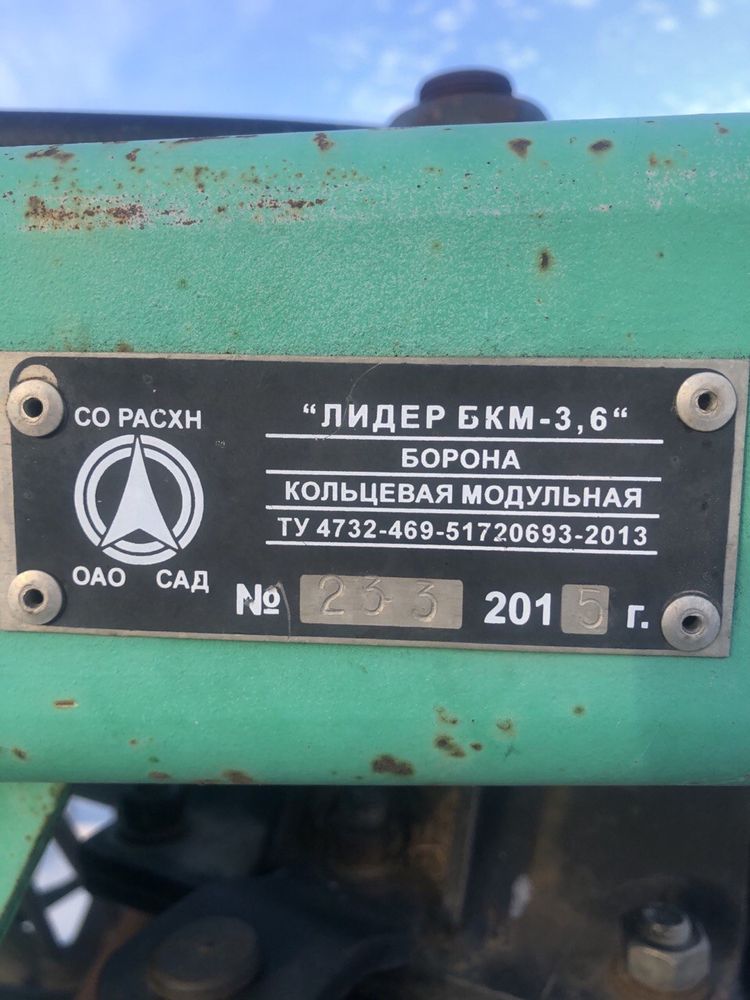 СО РАСХН
ОАО САД
"ЛИДЕР БКМ-3,6"
БОРОНА
КОЛЬЦЕВАЯ МОДУЛЬНАЯ
ТУ 4732-469-51720693-2013
№ 233 2015 г.